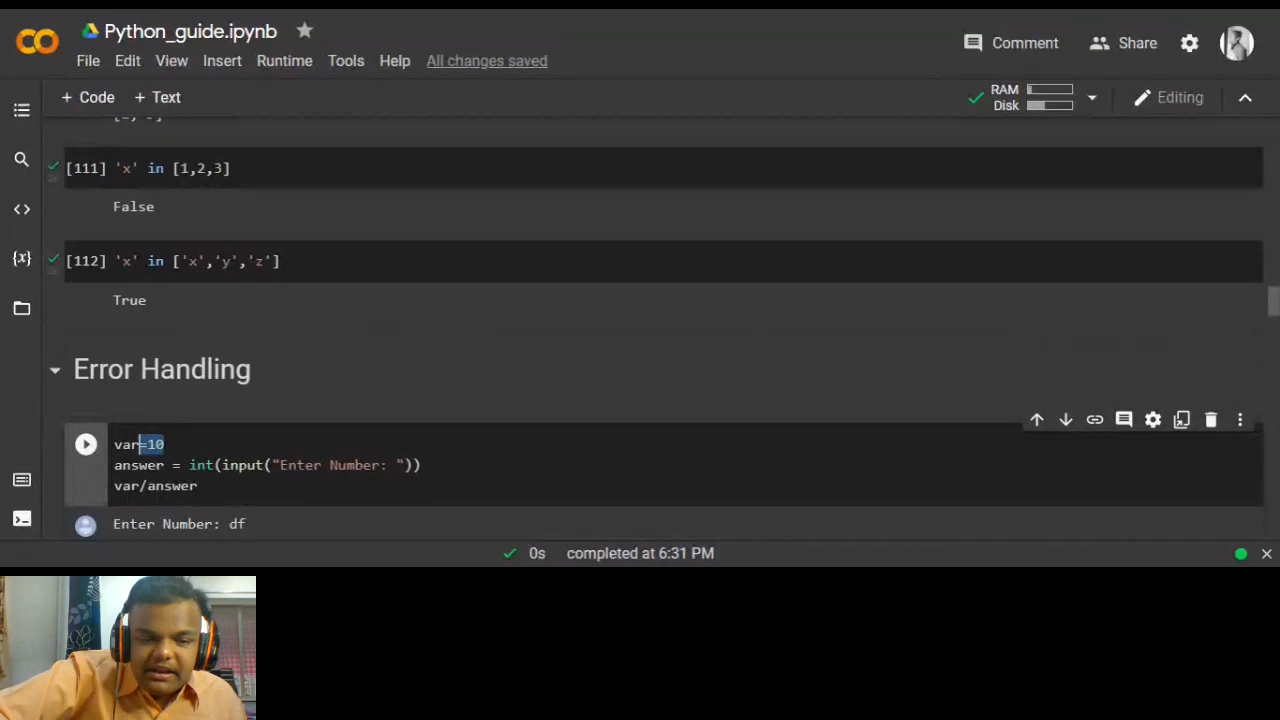 Python_guide.ipynb
File Edit View Insert Runtime Tools Help All changes saved
Comment Share
+ Code + Text
RAM
Disk
Editing
[111] 'x' in [1,2,3]
False
[112] 'x' in ['x','y','z']
True
Error Handling
var=10
answer = int(input("Enter Number: "))
var/answer
Enter Number: df
0s completed at 6:31 PM